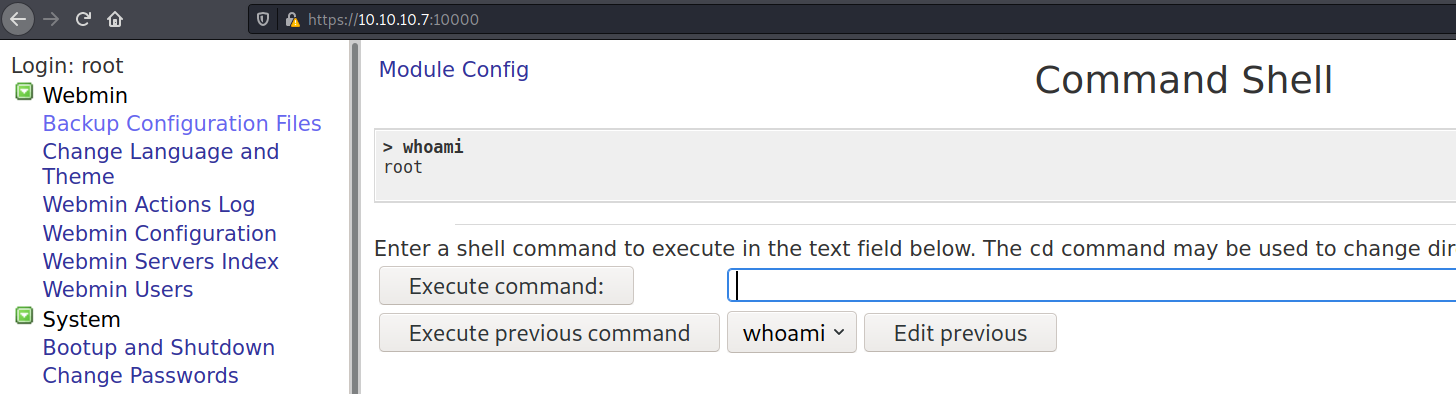 https://10.10.10.7:10000
Login: root
Webmin
Backup Configuration Files
Change Language and
Theme
Webmin Actions Log
Webmin Configuration
Webmin Servers Index
Webmin Users
System
Bootup and Shutdown
Change Passwords
Module Config
Command Shell
> whoami
root
Enter a shell command to execute in the text field below. The cd command may be used to change dir
Execute command:
Execute previous command whoami Edit previous